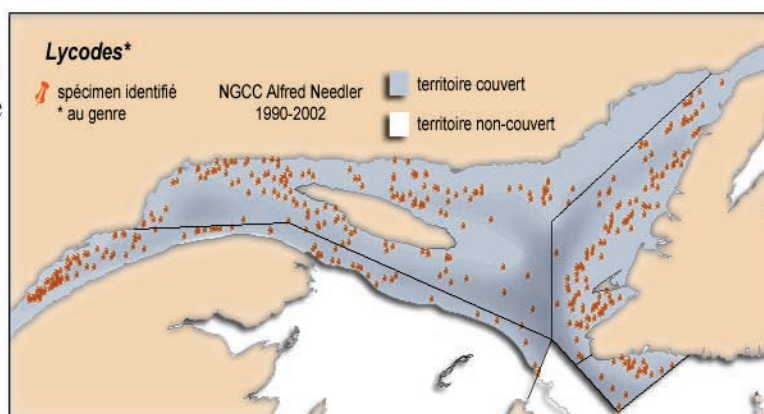 Lycodes*
spécimen identifié
* au genre
NGCC Alfred Needler
1990-2002
territoire couvert
territoire non-couvert